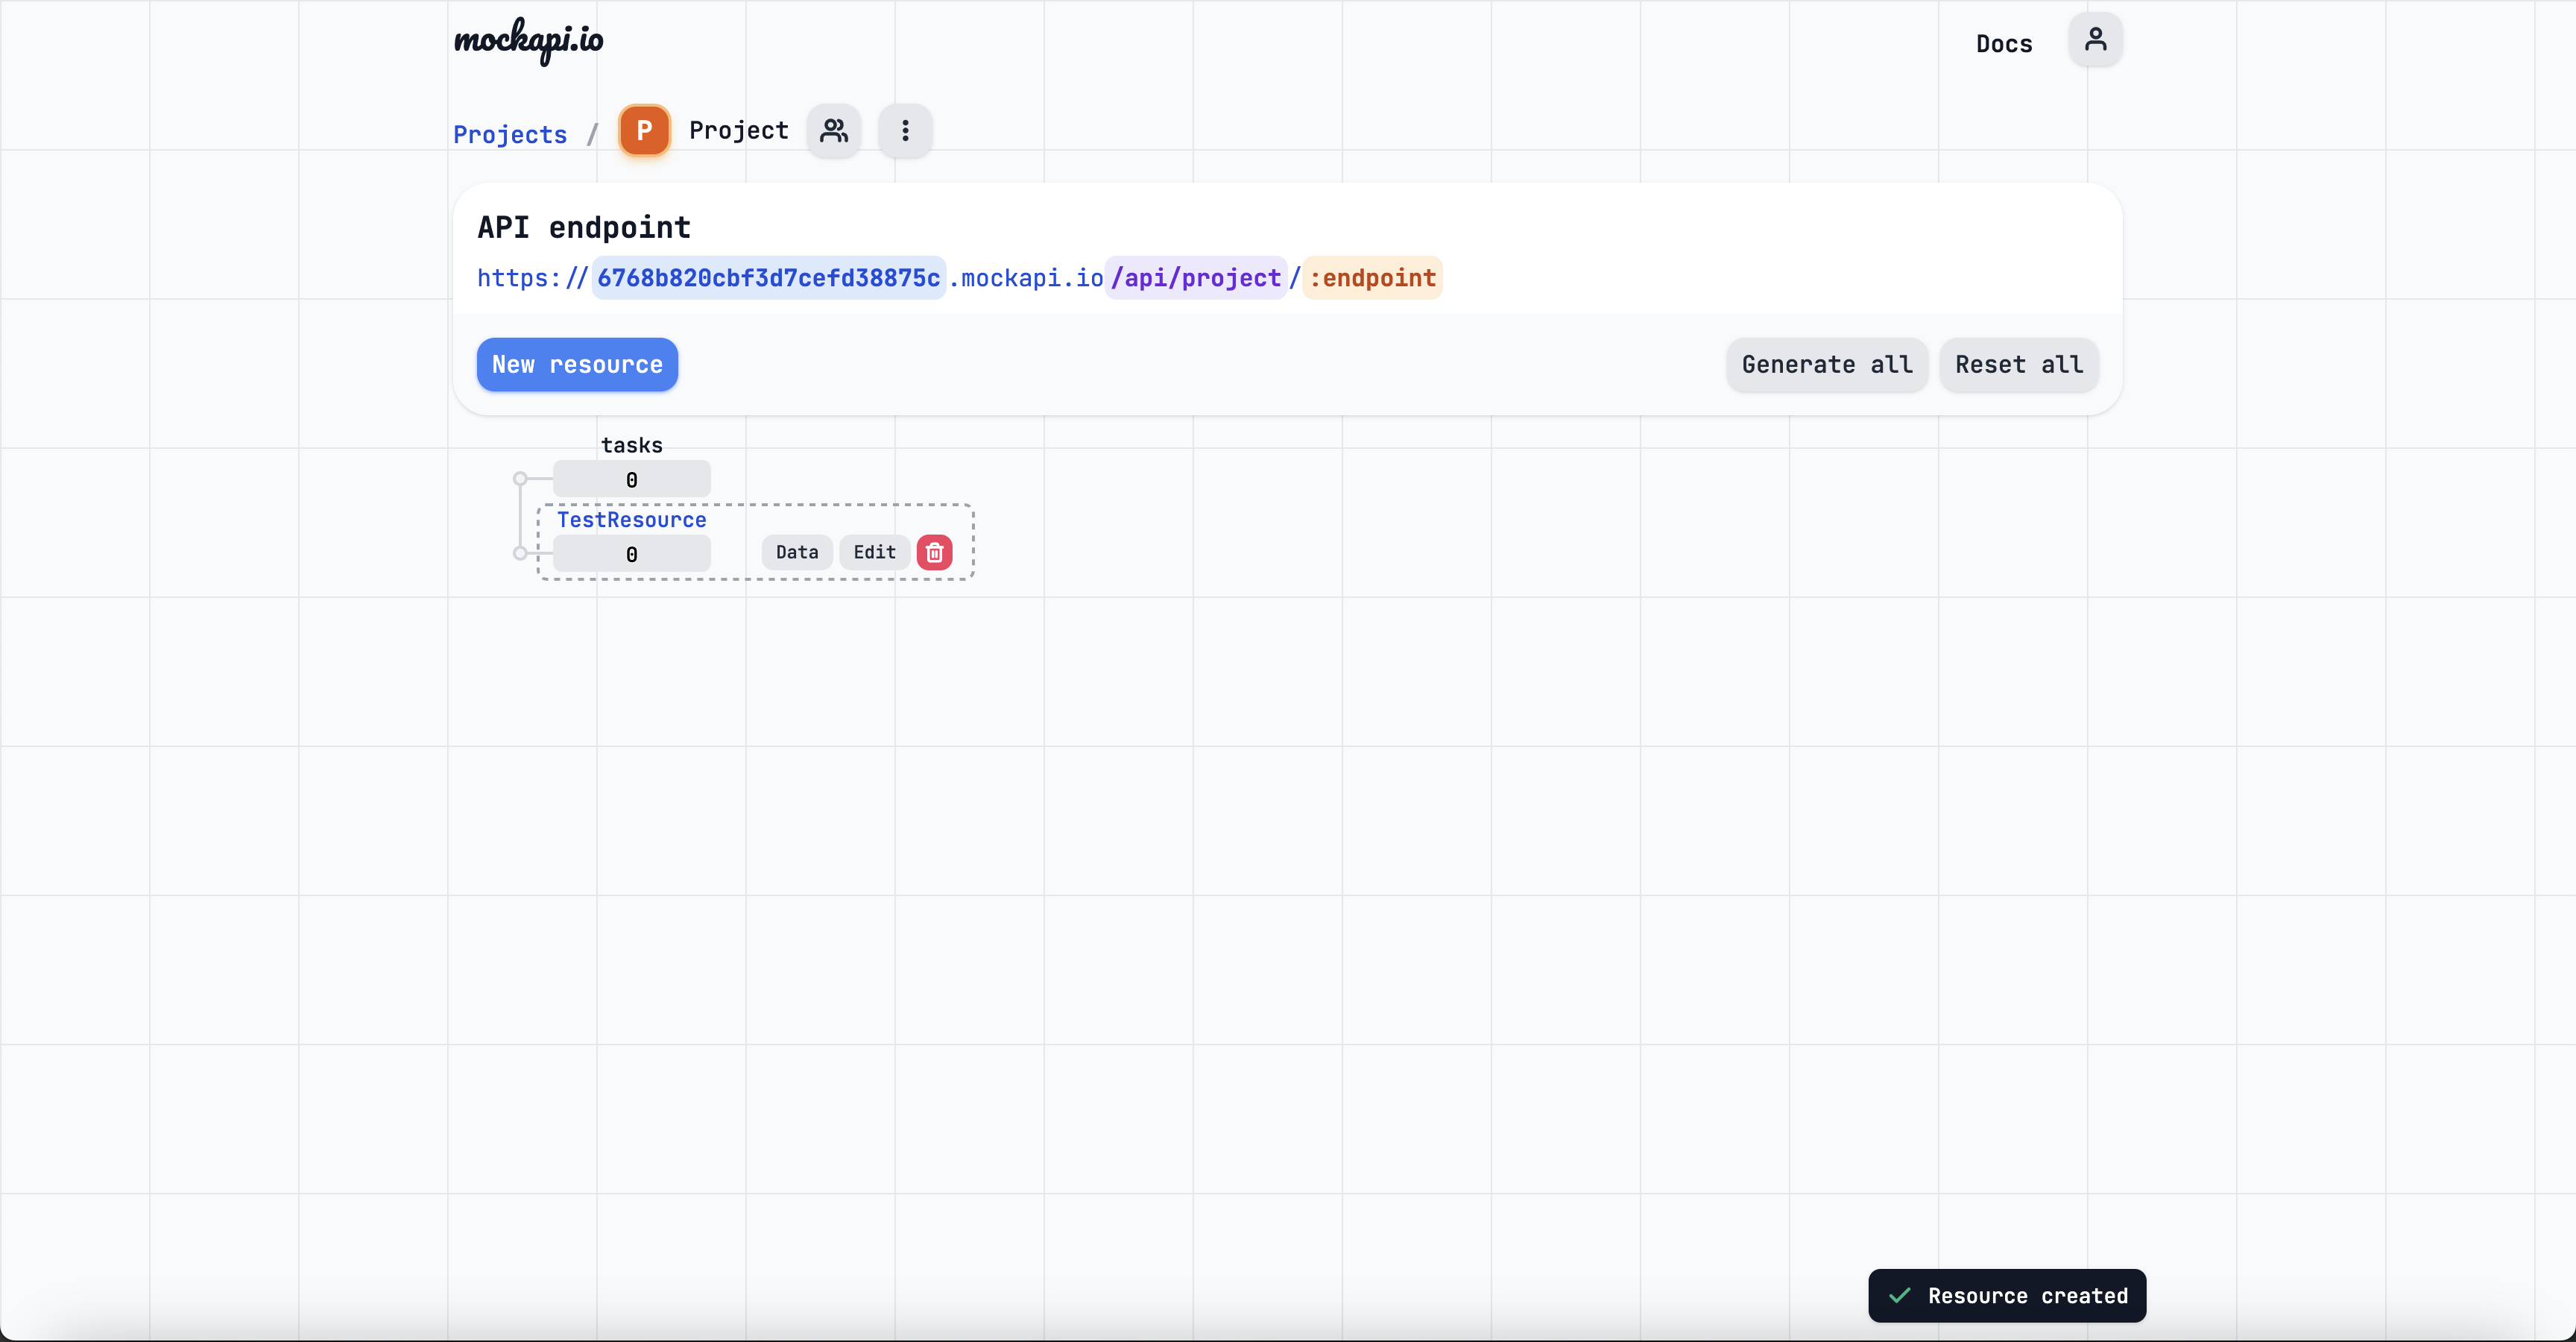 mockapi.io
Docs
Projects / P Project
API endpoint
https://6768b820cbf3d7cefd38875c.mockapi.io/api/project/:endpoint
New resource
Generate all
Reset all
tasks
0
TestResource
0
Data
Edit
Resource created